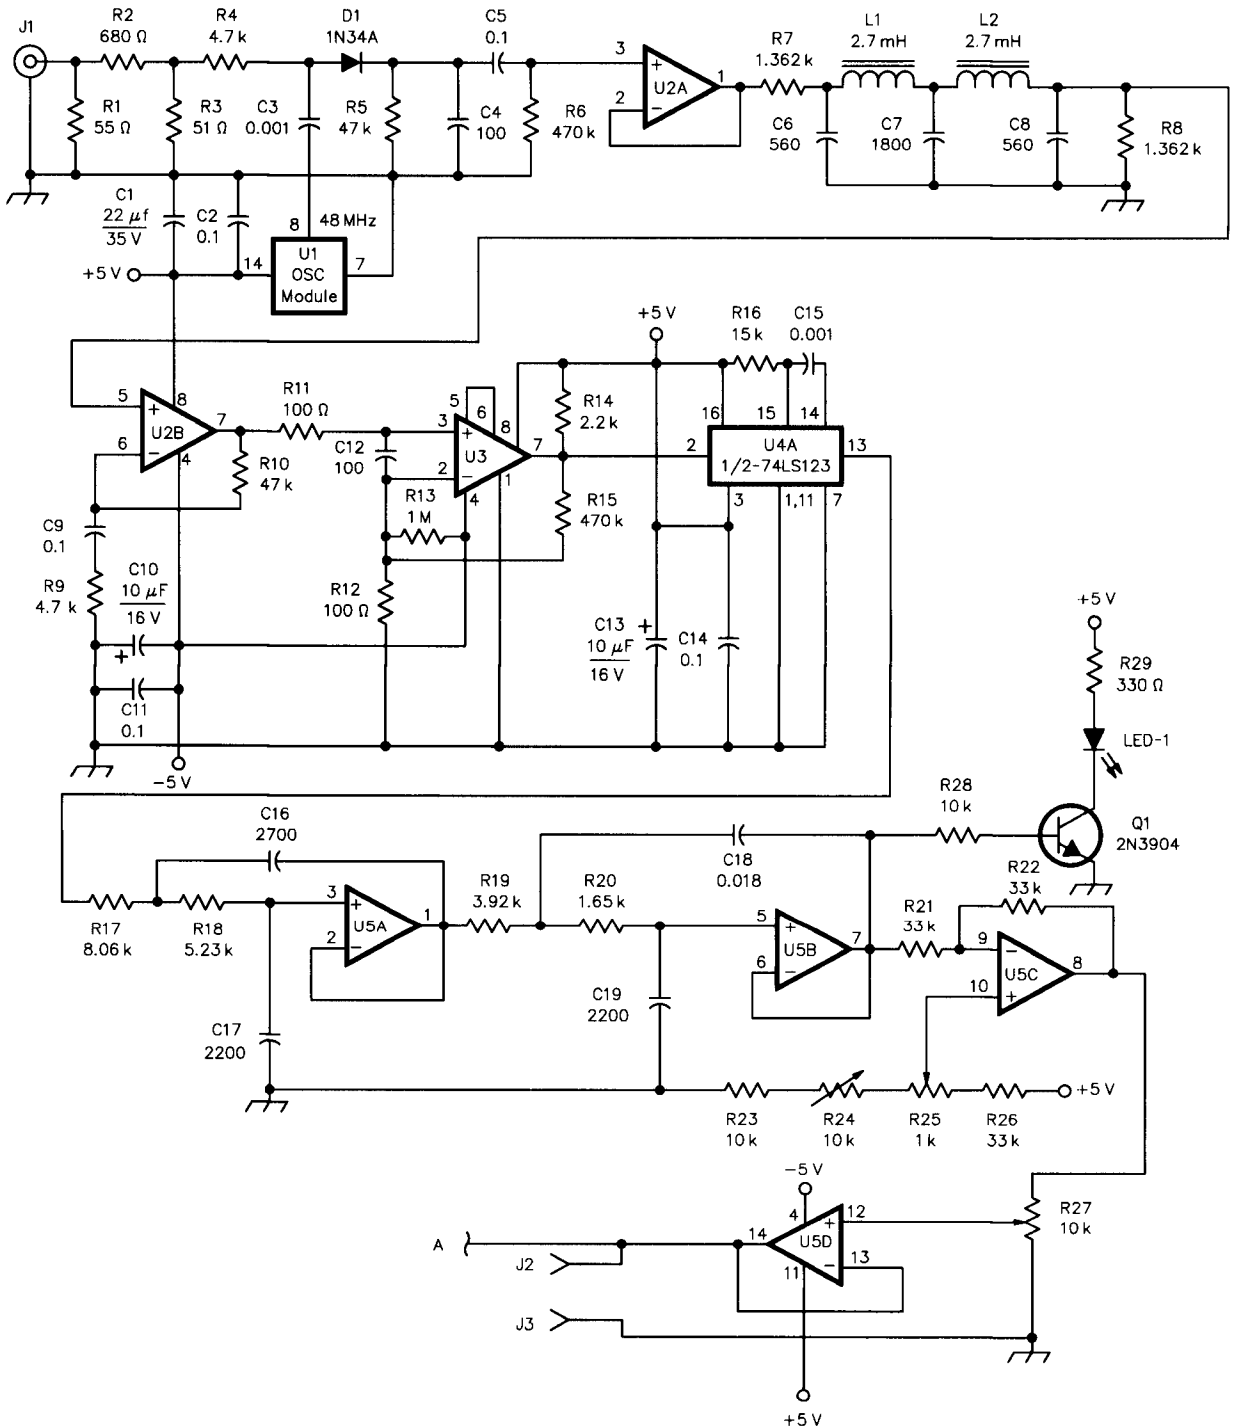 J1
R2
680 Ω
R4
4.7 k
D1
1N34A
C5
0.1
R1
55 Ω
R3
51 Ω
C3
0.001
R5
47 k
C4
100
R6
470 k
3
+
2
−
U2A
1
R7
1.362 k
L1
2.7 mH
L2
2.7 mH
C6
560
C7
1800
C8
560
R8
1.362 k
C1
22 μf
35 V
C2
0.1
8
48 MHz
+5 V
14
U1
OSC
Module
7
5
+
8
U2B
6
−
4
7
R11
100 Ω
R10
47 k
C12
100
5
6
3
+
8
U3
2
−
1
4
7
R13
1 M
R14
2.2 k
R15
470 k
+5 V
R16
15 k
C15
0.001
16
15
14
2
U4A
1/2-74LS123
13
3
1,11
7
C9
0.1
R9
4.7 k
C10
10 μF
16 V
+
C11
0.1
−5 V
R12
100 Ω
C13
10 μF
16 V
+
C14
0.1
+5 V
R29
330 Ω
LED-1
Q1
2N3904
R28
10 k
C16
2700
R17
8.06 k
R18
5.23 k
3
+
U5A
2
−
1
C17
2200
R19
3.92 k
R20
1.65 k
C18
0.018
5
+
U5B
6
−
7
C19
2200
R21
33 k
R22
33 k
9
−
U5C
10
+
8
R23
10 k
R24
10 k
R25
1 k
R26
33 k
+5 V
−5 V
4
12
+
U5D
14
13
−
11
R27
10 k
A
J2
J3
+5 V